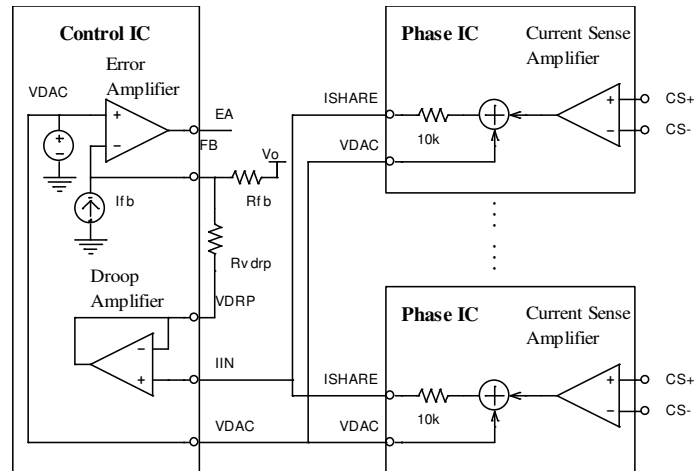 Control IC
Error
Amplifier
VDAC
+
−
+
−
EA
FB
Vo
Ifb
Rfb
Rvdrp
Droop
Amplifier
VDRP
−
+
IIN
VDAC
Phase IC
Current Sense
Amplifier
ISHARE
10k
+
−
CS+
CS-
VDAC
Phase IC
Current Sense
Amplifier
ISHARE
10k
+
−
CS+
CS-
VDAC